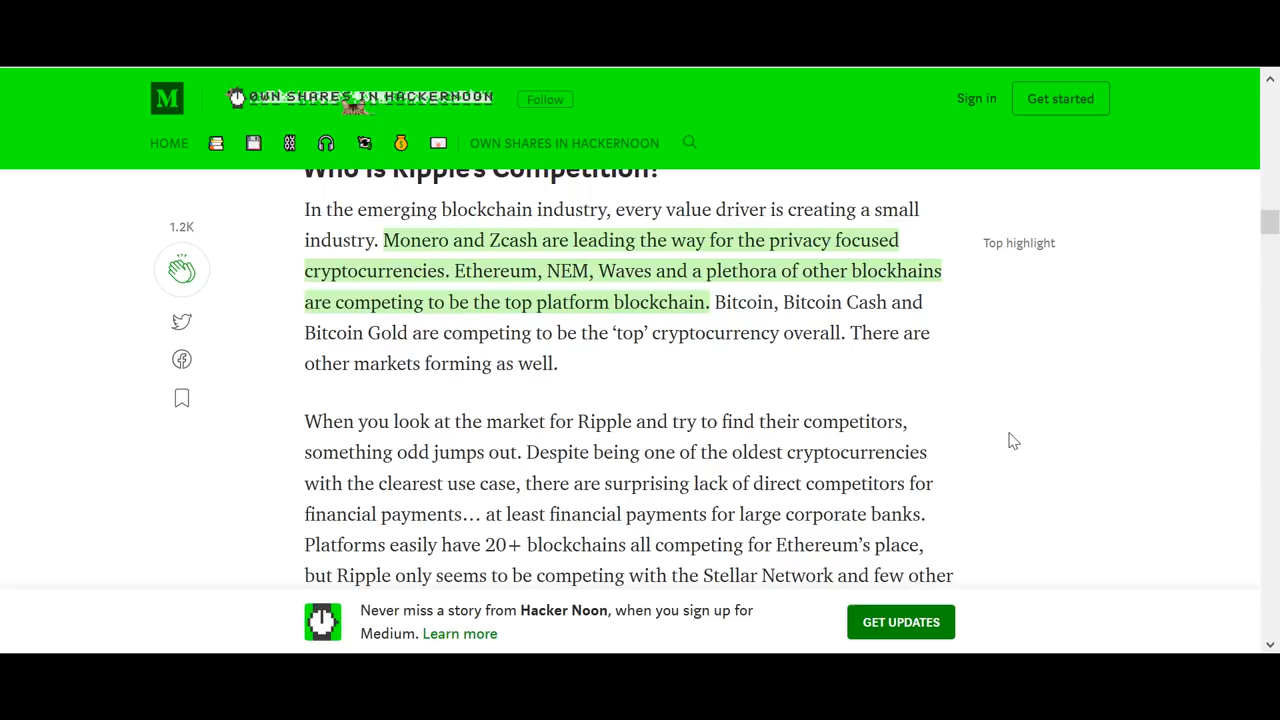 M
OWN SHARES IN HACKERNOON
Follow
Sign in
Get started
HOME
OWN SHARES IN HACKERNOON
Who is Ripple's Competition?
1.2K
In the emerging blockchain industry, every value driver is creating a small
industry. Monero and Zcash are leading the way for the privacy focused
cryptocurrencies. Ethereum, NEM, Waves and a plethora of other blockhains
are competing to be the top platform blockchain. Bitcoin, Bitcoin Cash and
Bitcoin Gold are competing to be the ‘top’ cryptocurrency overall. There are
other markets forming as well.
Top highlight
When you look at the market for Ripple and try to find their competitors,
something odd jumps out. Despite being one of the oldest cryptocurrencies
with the clearest use case, there are surprising lack of direct competitors for
financial payments… at least financial payments for large corporate banks.
Platforms easily have 20+ blockchains all competing for Ethereum’s place,
but Ripple only seems to be competing with the Stellar Network and few other
Never miss a story from Hacker Noon, when you sign up for
Medium. Learn more
GET UPDATES